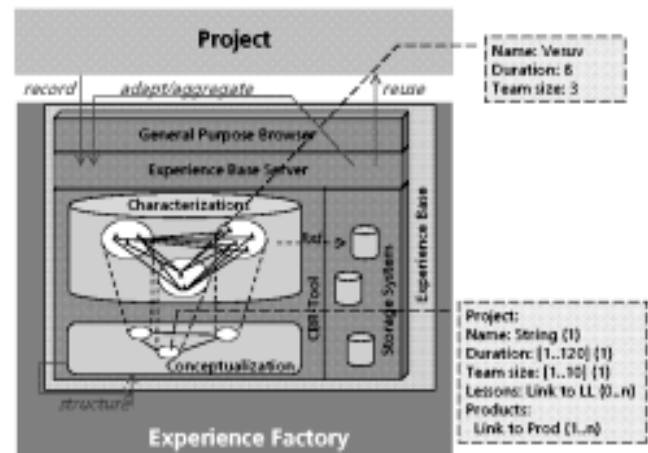 Project
record
adapt/aggregate
reuse
Name: Vesuv
Duration: 8
Team size: 3
General Purpose Browser
Experience Base Server
Characterizations
CBR-Tool
Storage System
Experience Base
Conceptualization
structure
Experience Factory
Project:
Name: String (1)
Duration: [1..120] (1)
Team size: [1..10] (1)
Lessons: Link to LL (0..n)
Products:
Link to Prod (1..n)